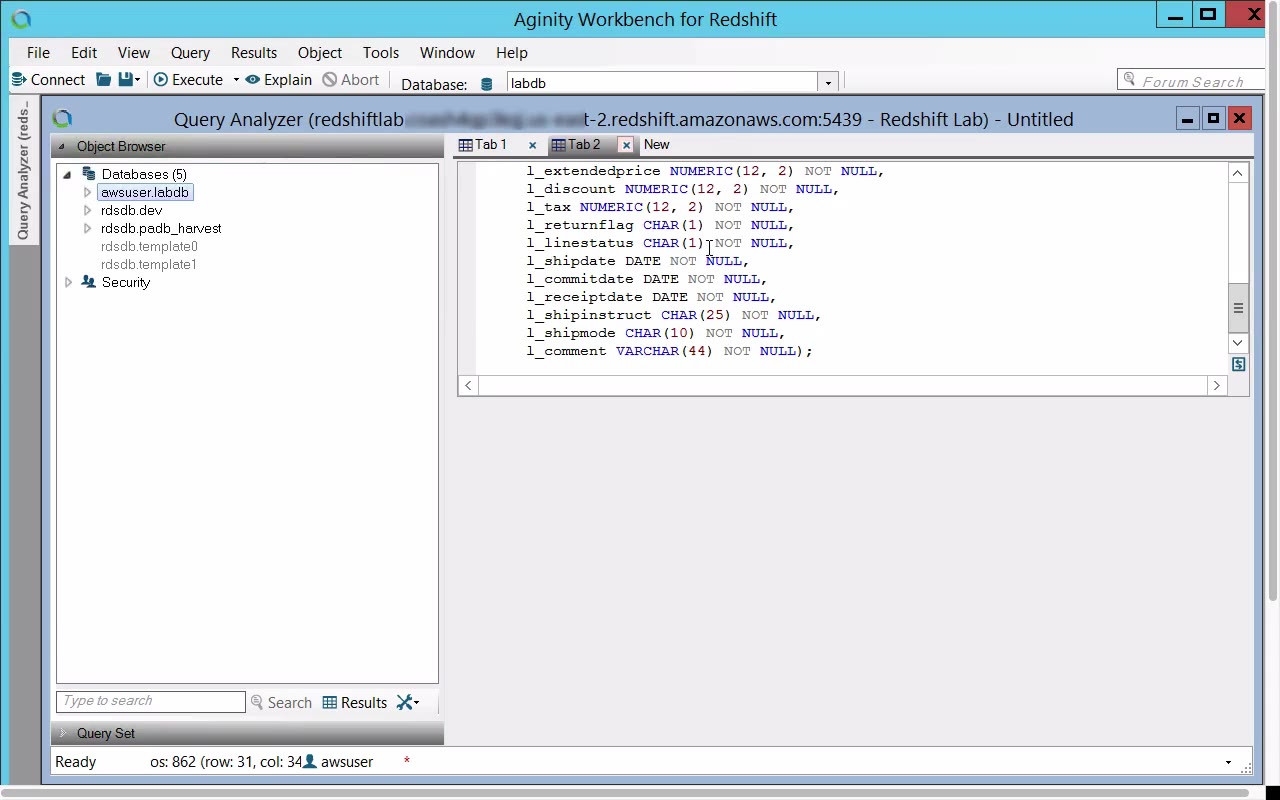 Aginity Workbench for Redshift
File Edit View Query Results Object Tools Window Help
Connect Execute Explain Abort Database: labdb Forum Search
Query Analyzer (reds...
Query Analyzer (redshiftlab t-2.redshift.amazonaws.com:5439 - Redshift Lab) - Untitled
Object Browser
Databases (5)
awsuser.labdb
rdsdb.dev
rdsdb.padb_harvest
rdsdb.template0
rdsdb.template1
Security
Tab 1 Tab 2 New
l_extendedprice NUMERIC(12, 2) NOT NULL,
l_discount NUMERIC(12, 2) NOT NULL,
l_tax NUMERIC(12, 2) NOT NULL,
l_returnflag CHAR(1) NOT NULL,
l_linestatus CHAR(1) NOT NULL,
l_shipdate DATE NOT NULL,
l_commitdate DATE NOT NULL,
l_receiptdate DATE NOT NULL,
l_shipinstruct CHAR(25) NOT NULL,
l_shipmode CHAR(10) NOT NULL,
l_comment VARCHAR(44) NOT NULL);
Type to search Search Results
Query Set
Ready os: 862 (row: 31, col: 34 awsuser *